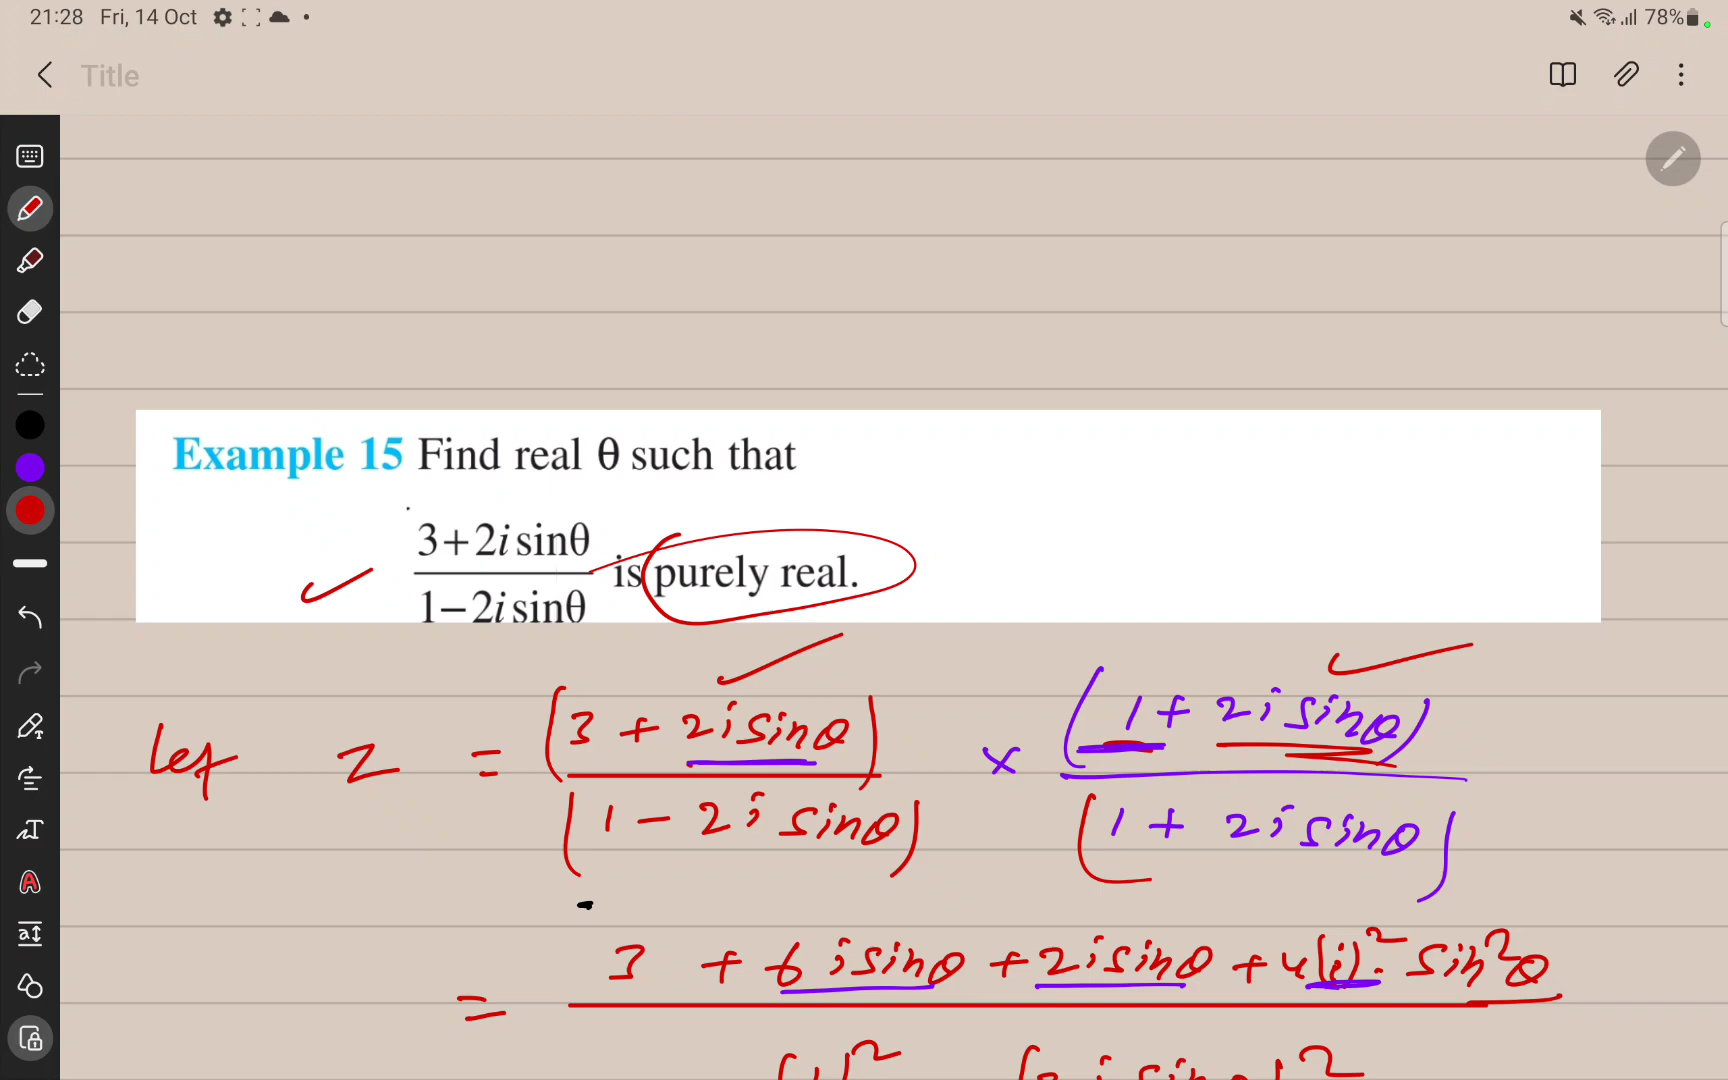 21:28 Fri, 14 Oct 78%
Title
Example 15 Find real θ such that
3+2i sinθ
is purely real.
1−2i sinθ
let z = (3 + 2i sinθ) × (1 + 2i sinθ)
(1 − 2i sinθ) (1 + 2i sinθ)
= 3 + 6i sinθ + 2i sinθ + 4(i)² sin²θ